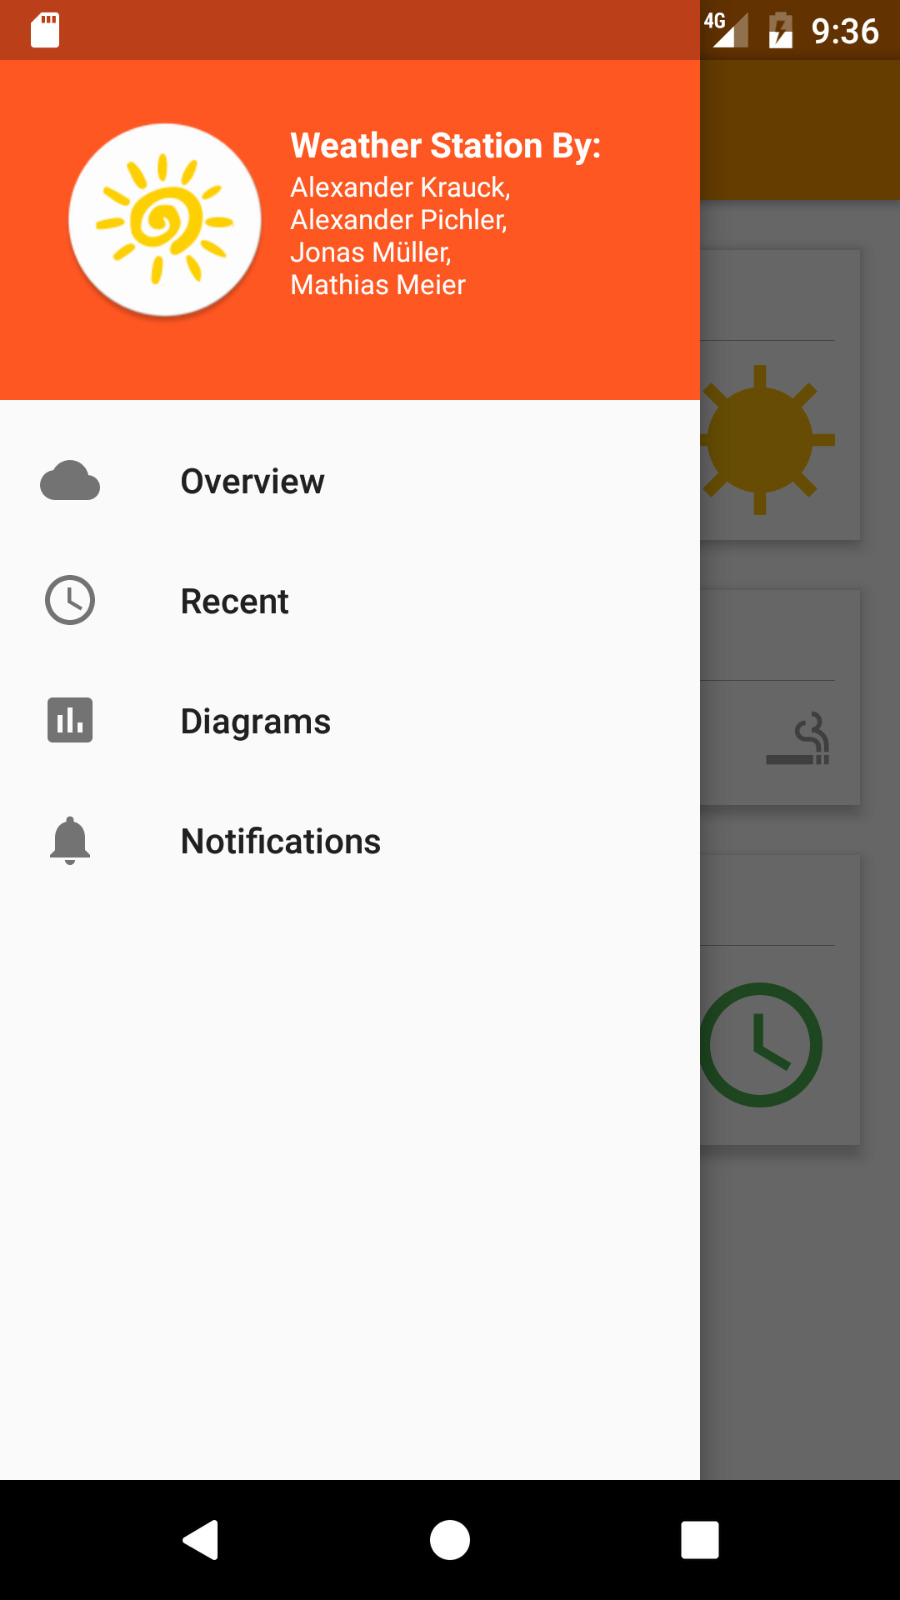 4G 9:36
Weather Station By:
Alexander Krauck,
Alexander Pichler,
Jonas Müller,
Mathias Meier
Overview
Recent
Diagrams
Notifications